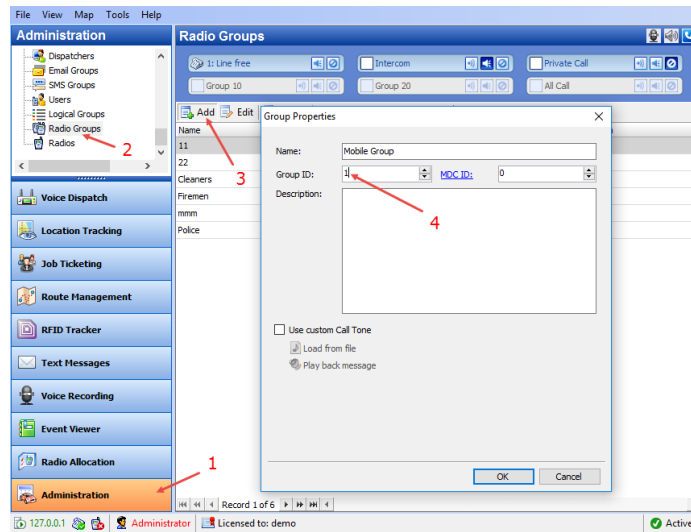 File View Map Tools Help
Administration
Radio Groups
Dispatchers
Email Groups
SMS Groups
Users
Logical Groups
Radio Groups
Radios
2
1: Line free
Intercom
Private Call
Group 10
Group 20
All Call
Add Edit
Name
11
22
Cleaners
Firemen
mmm
Police
3
Group Properties
Name: Mobile Group
Group ID: 1 MDC ID: 0
Description:
4
Use custom Call Tone
Load from file
Play back message
OK Cancel
Voice Dispatch
Location Tracking
Job Ticketing
Route Management
RFID Tracker
Text Messages
Voice Recording
Event Viewer
Radio Allocation
Administration
1
Record 1 of 6
127.0.0.1 Administrator Licensed to: demo Active